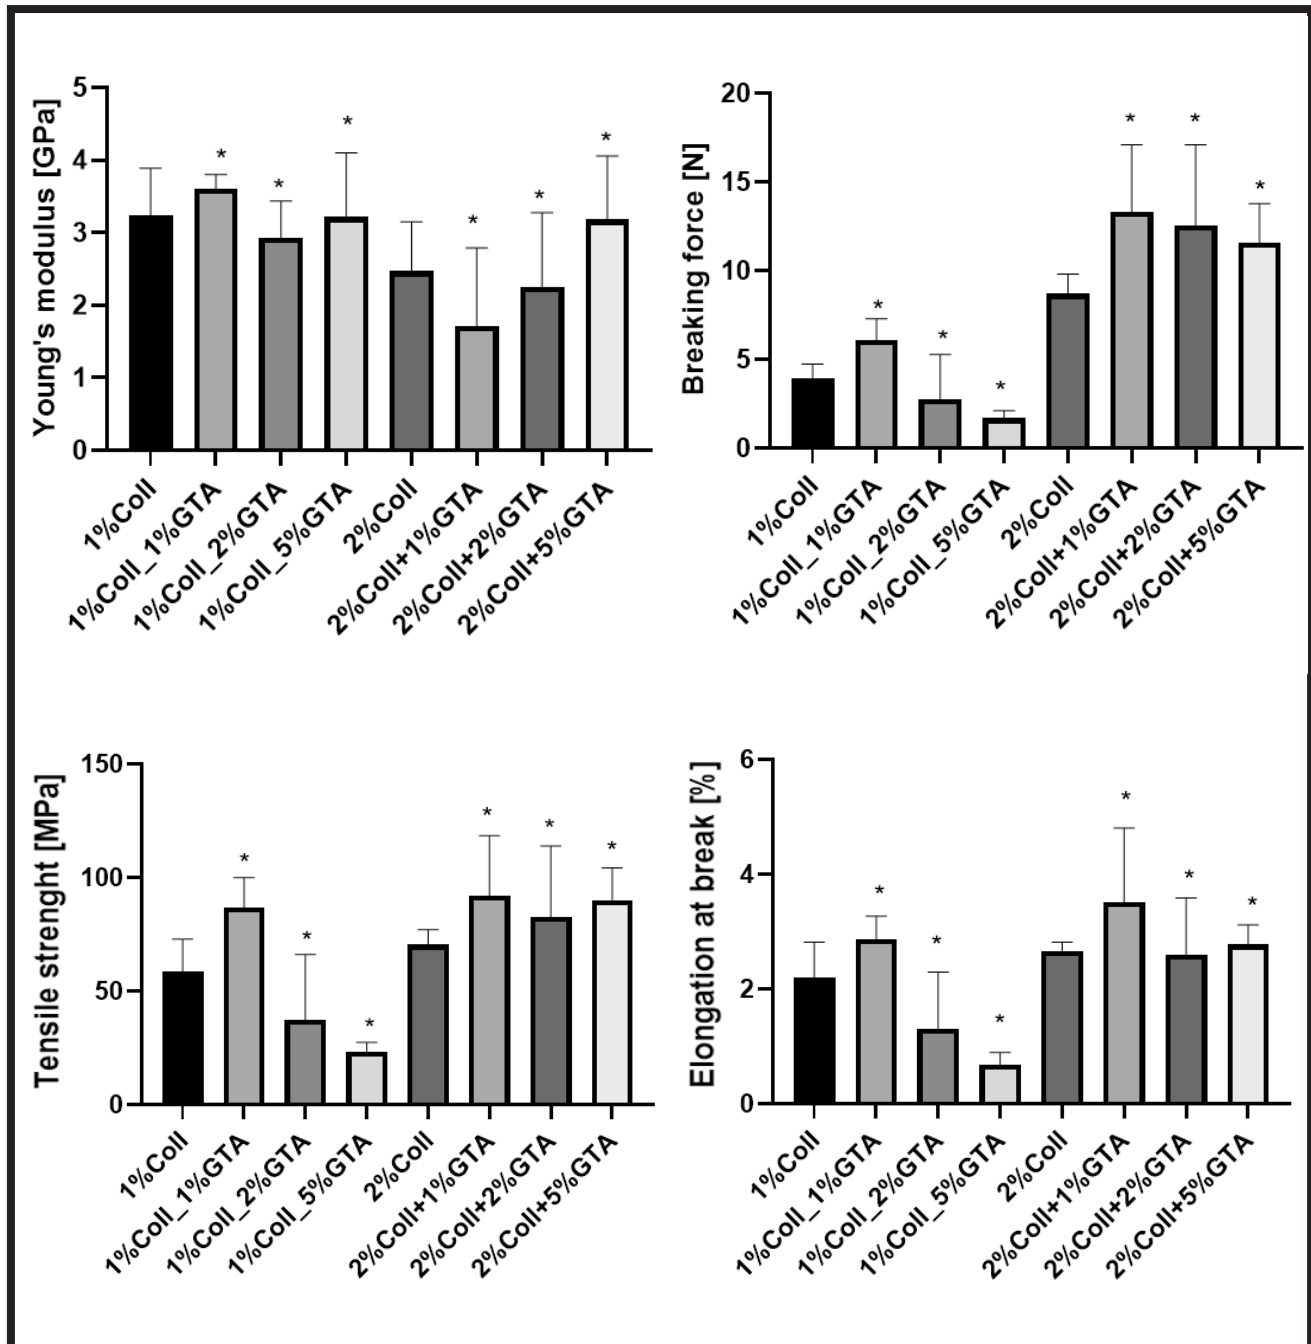 Young's modulus [GPa]
5
4
3
2
1
0
*
*
*
*
*
*
1%Coll
1%Coll_1%GTA
1%Coll_2%GTA
1%Coll_5%GTA
2%Coll
2%Coll+1%GTA
2%Coll+2%GTA
2%Coll+5%GTA
Breaking force [N]
20
15
10
5
0
*
*
*
*
*
*
1%Coll
1%Coll_1%GTA
1%Coll_2%GTA
1%Coll_5%GTA
2%Coll
2%Coll+1%GTA
2%Coll+2%GTA
2%Coll+5%GTA
Tensile strenght [MPa]
150
100
50
0
*
*
*
*
*
*
1%Coll
1%Coll_1%GTA
1%Coll_2%GTA
1%Coll_5%GTA
2%Coll
2%Coll+1%GTA
2%Coll+2%GTA
2%Coll+5%GTA
Elongation at break [%]
6
4
2
0
*
*
*
*
*
*
1%Coll
1%Coll_1%GTA
1%Coll_2%GTA
1%Coll_5%GTA
2%Coll
2%Coll+1%GTA
2%Coll+2%GTA
2%Coll+5%GTA